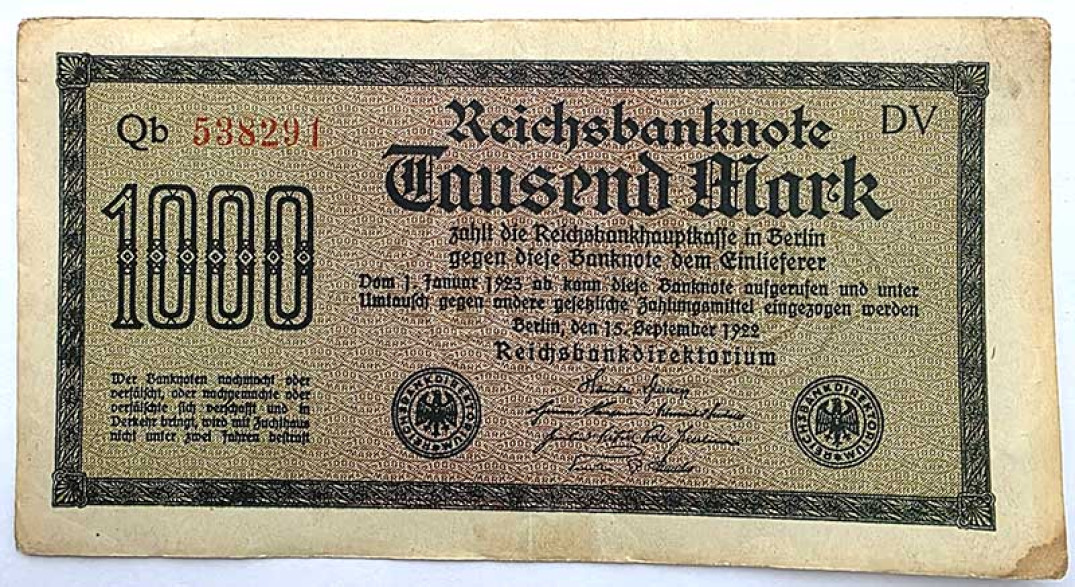 Qb 538291
Reichsbanknote
DV
1000
Tausend Mark
zahlt die Reichsbankhauptkasse in Berlin
gegen diese Banknote dem Einlieferer
Vom 1. Januar 1923 ab kann diese Banknote aufgerufen und unter
Umtausch gegen andere gesetzliche Zahlungsmittel eingezogen werden
Berlin, den 15. September 1922
Reichsbankdirektorium
Wer Banknoten nachmacht oder
verfälscht, oder nachgemachte oder
verfälschte sich verschafft und in
Verkehr bringt, wird mit Zuchthaus
nicht unter zwei Jahren bestraft
REICHSBANKDIREKTORIUM
REICHSBANKDIREKTORIUM